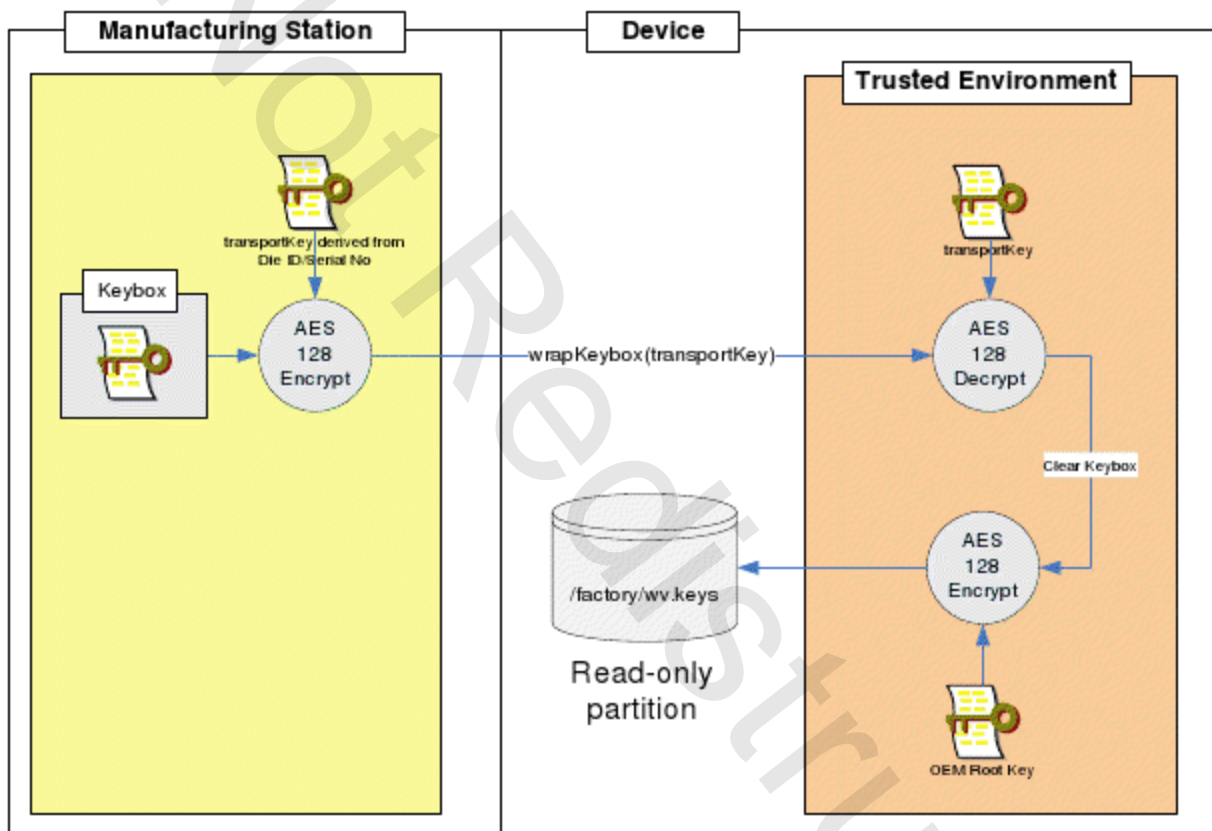 Manufacturing Station
Device
Trusted Environment
transportKey derived from
Die ID/Serial No
transportKey
Keybox
AES
128
Encrypt
wrapKeybox(transportKey)
AES
128
Decrypt
Clear Keybox
AES
128
Encrypt
/factory/wv.keys
Read-only
partition
OEM Root Key
Not Redistri